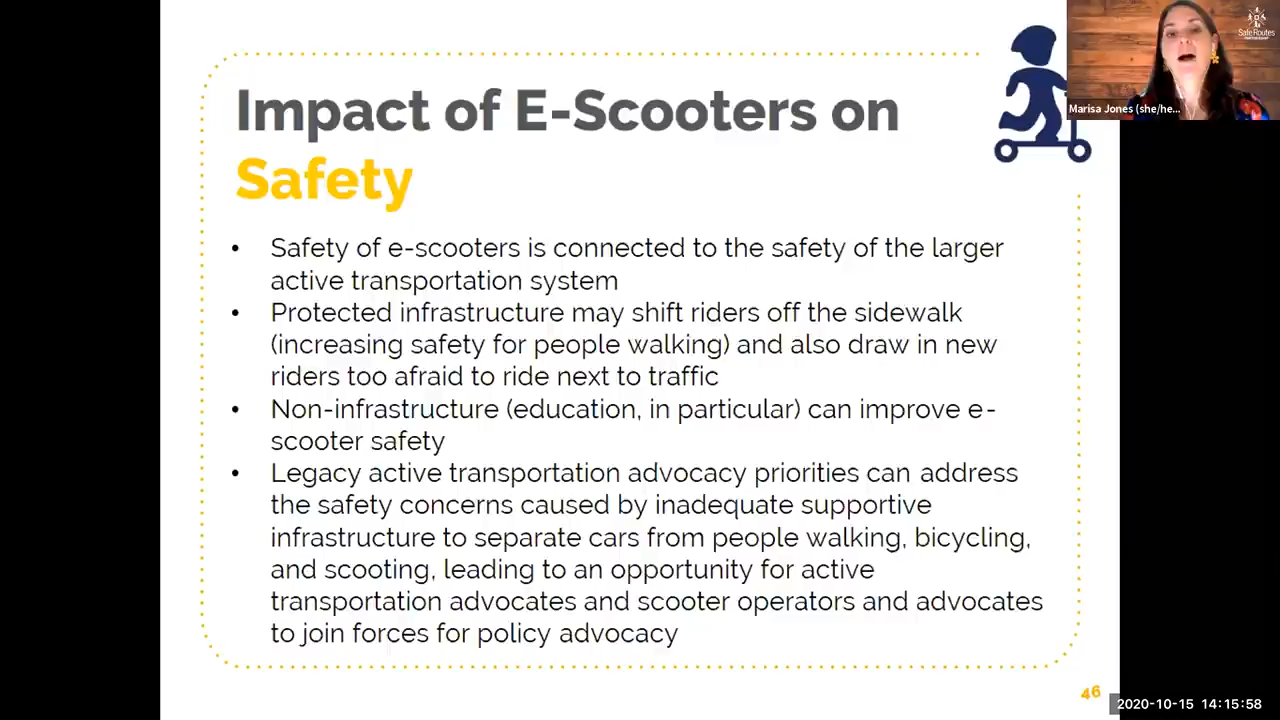 Impact of E-Scooters on
Safety
• Safety of e-scooters is connected to the safety of the larger
active transportation system
• Protected infrastructure may shift riders off the sidewalk
(increasing safety for people walking) and also draw in new
riders too afraid to ride next to traffic
• Non-infrastructure (education, in particular) can improve e-
scooter safety
• Legacy active transportation advocacy priorities can address
the safety concerns caused by inadequate supportive
infrastructure to separate cars from people walking, bicycling,
and scooting, leading to an opportunity for active
transportation advocates and scooter operators and advocates
to join forces for policy advocacy
46
Safe Routes
Marisa Jones (she/he...
2020-10-15 14:15:58